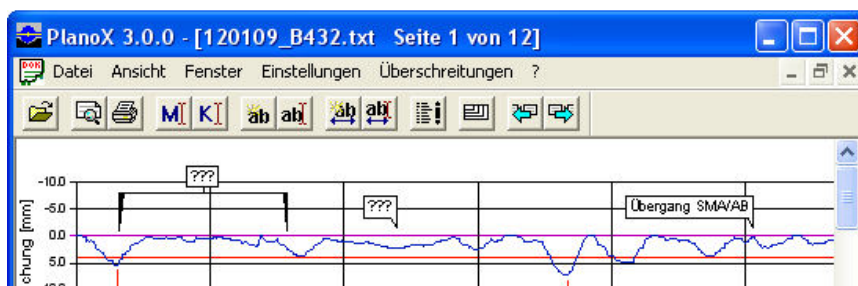 PlanoX 3.0.0 - [120109_B432.txt Seite 1 von 12]
DOK
Datei Ansicht Fenster Einstellungen Überschreitungen ?
M K ab ab ab ab
???
-10.0
-5.0
???
Übergang SMA/AB
0.0
5.0
chung [mm]